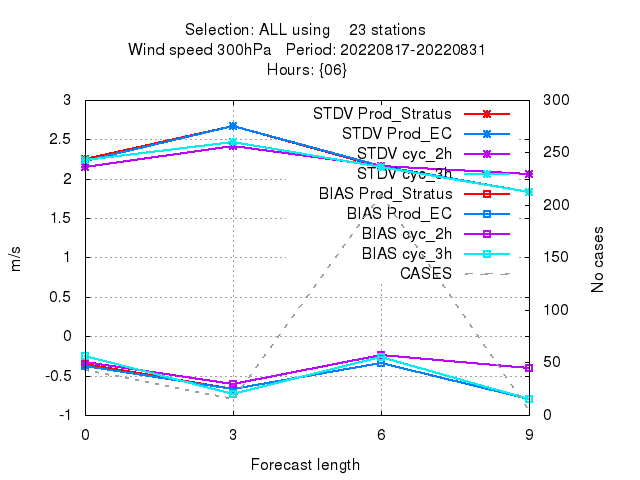 Selection: ALL using 23 stations
Wind speed 300hPa Period: 20220817-20220831
Hours: {06}
3
2.5
2
1.5
1
0.5
0
-0.5
-1
m/s
STDV Prod_Stratus
STDV Prod_EC
STDV cyc_2h
STDV cyc_3h
BIAS Prod_Stratus
BIAS Prod_EC
BIAS cyc_2h
BIAS cyc_3h
CASES
300
250
200
150
100
50
0
No cases
0 3 6 9
Forecast length